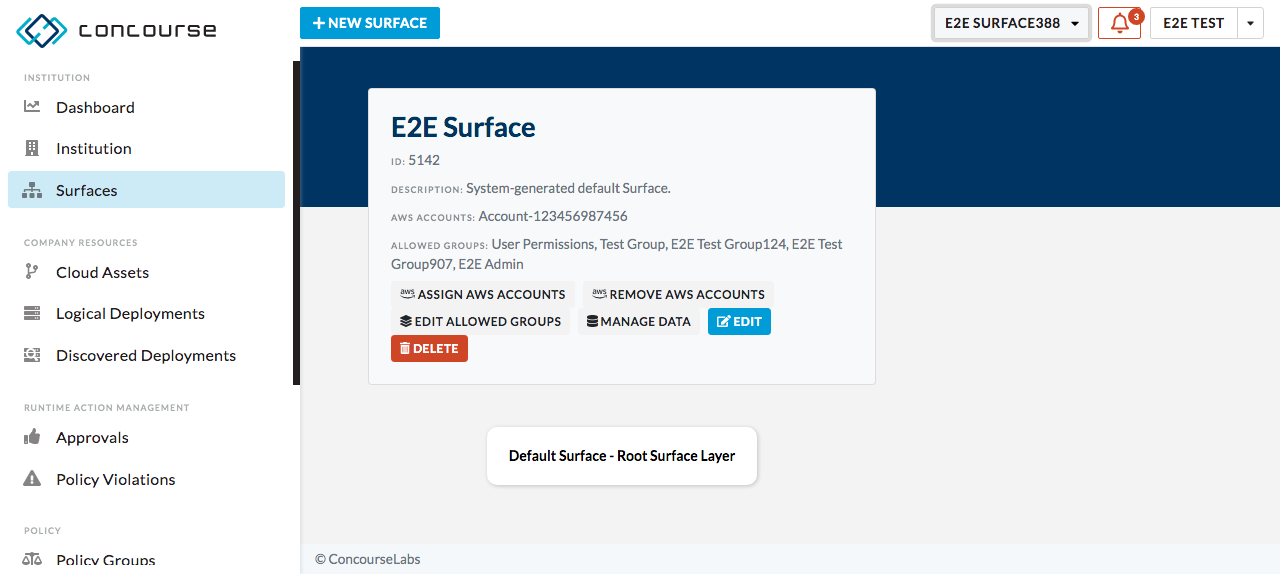 concourse
NEW SURFACE
E2E SURFACE388
3
E2E TEST
INSTITUTION
Dashboard
Institution
Surfaces
COMPANY RESOURCES
Cloud Assets
Logical Deployments
Discovered Deployments
RUNTIME ACTION MANAGEMENT
Approvals
Policy Violations
POLICY
Policy Groups
E2E Surface
ID: 5142
DESCRIPTION: System-generated default Surface.
AWS ACCOUNTS: Account-123456987456
ALLOWED GROUPS: User Permissions, Test Group, E2E Test Group124, E2E Test
Group907, E2E Admin
aws ASSIGN AWS ACCOUNTS
aws REMOVE AWS ACCOUNTS
EDIT ALLOWED GROUPS
MANAGE DATA
EDIT
DELETE
Default Surface - Root Surface Layer
© ConcourseLabs